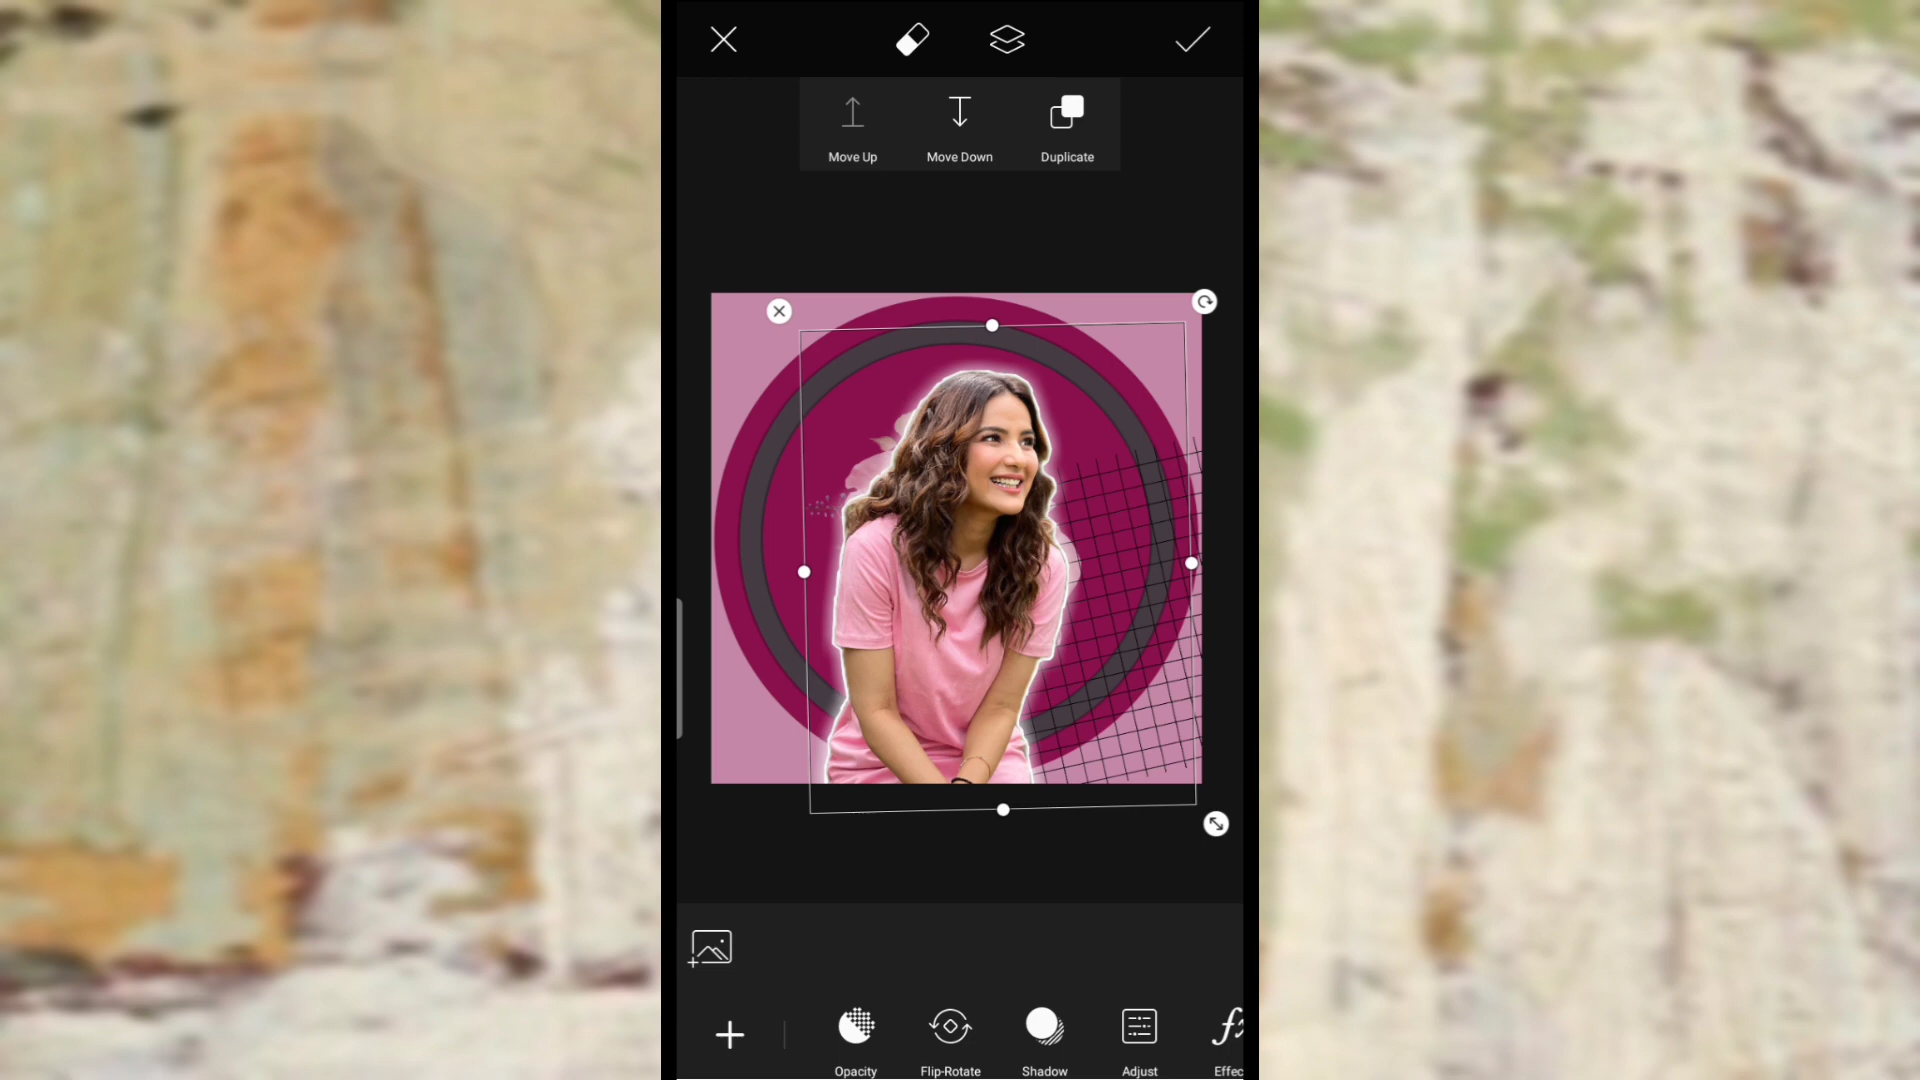 Move Up
Move Down
Duplicate
Opacity
Flip-Rotate
Shadow
Adjust
Effec